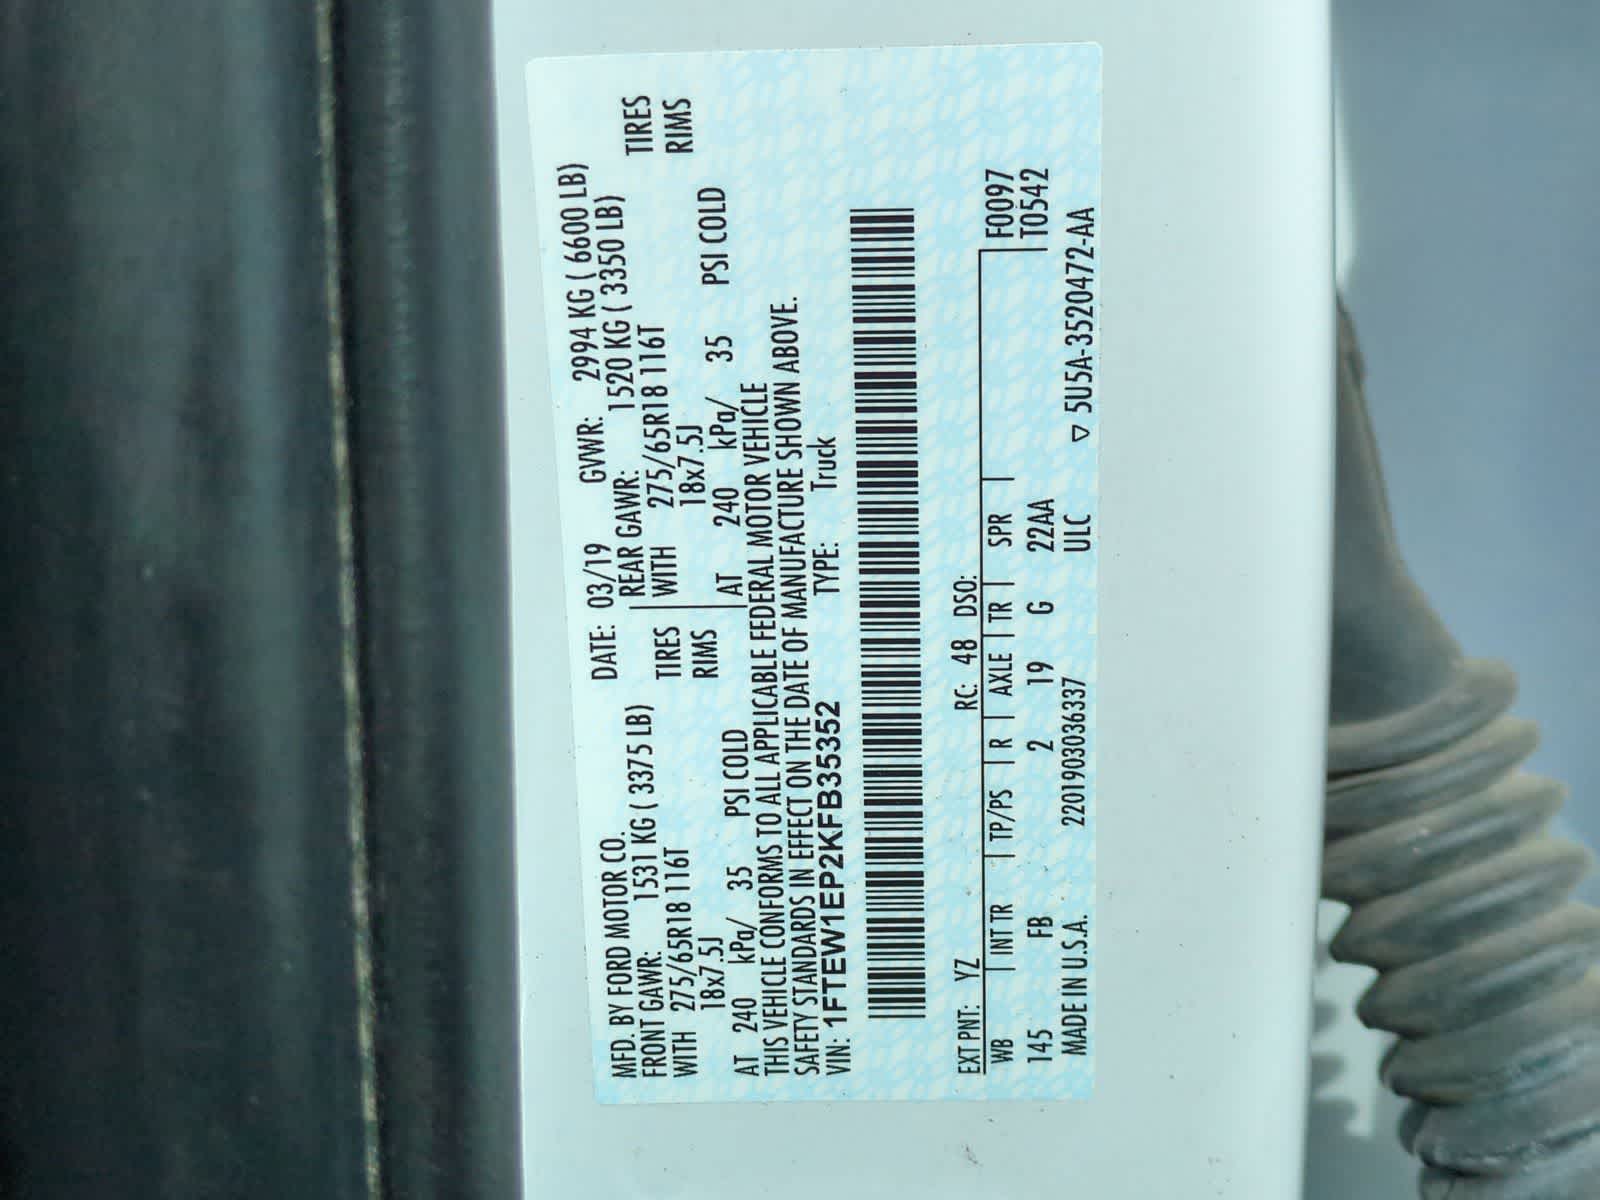 MFD. BY FORD MOTOR CO. DATE: 03/19 GVWR: 2994 KG ( 6600 LB)
FRONT GAWR: 1531 KG ( 3375 LB) REAR GAWR: 1520 KG ( 3350 LB)
WITH 275/65R18 116T TIRES WITH 275/65R18 116T TIRES
18x7.5J RIMS 18x7.5J RIMS
AT 240 kPa/ 35 PSI COLD AT 240 kPa/ 35 PSI COLD
THIS VEHICLE CONFORMS TO ALL APPLICABLE FEDERAL MOTOR VEHICLE
SAFETY STANDARDS IN EFFECT ON THE DATE OF MANUFACTURE SHOWN ABOVE.
VIN: 1FTEW1EP2KFB35352 TYPE: Truck
EXT PNT: YZ RC: 48 DSO: F0097
WB INT TR TP/PS R AXLE TR SPR T0542
145 FB 2 19 G 22AA
MADE IN U.S.A. 2201903036337 ULC ▽ 5U5A-3520472-AA